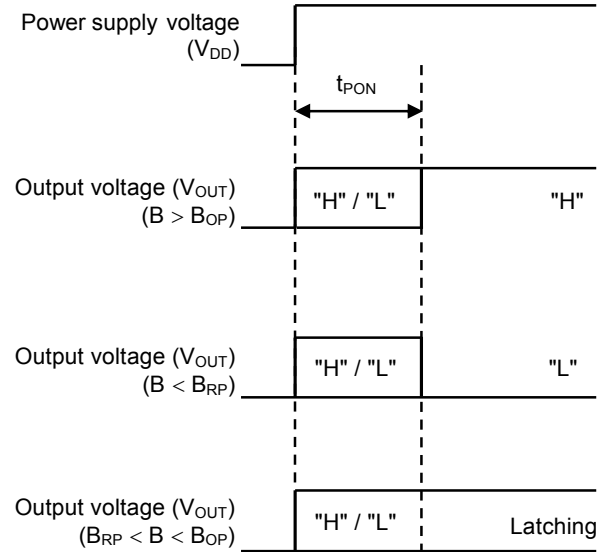 Power supply voltage
(VDD)
tPON
Output voltage (VOUT)
(B > BOP)
"H" / "L"
"H"
Output voltage (VOUT)
(B < BRP)
"H" / "L"
"L"
Output voltage (VOUT)
(BRP < B < BOP)
"H" / "L"
Latching